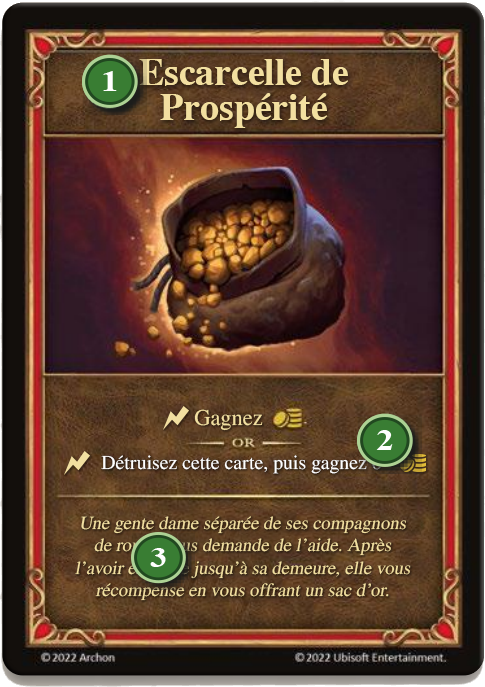 1
Escarcelle de
Prospérité
Gagnez
OR
2
Détruisez cette carte, puis gagnez
Une gente dame séparée de ses compagnons
de demande de l'aide. Après
3
l'avoir jusqu'à sa demeure, elle vous
récompense en vous offrant un sac d'or.
©2022 Archon
©2022 Ubisoft Entertainment.